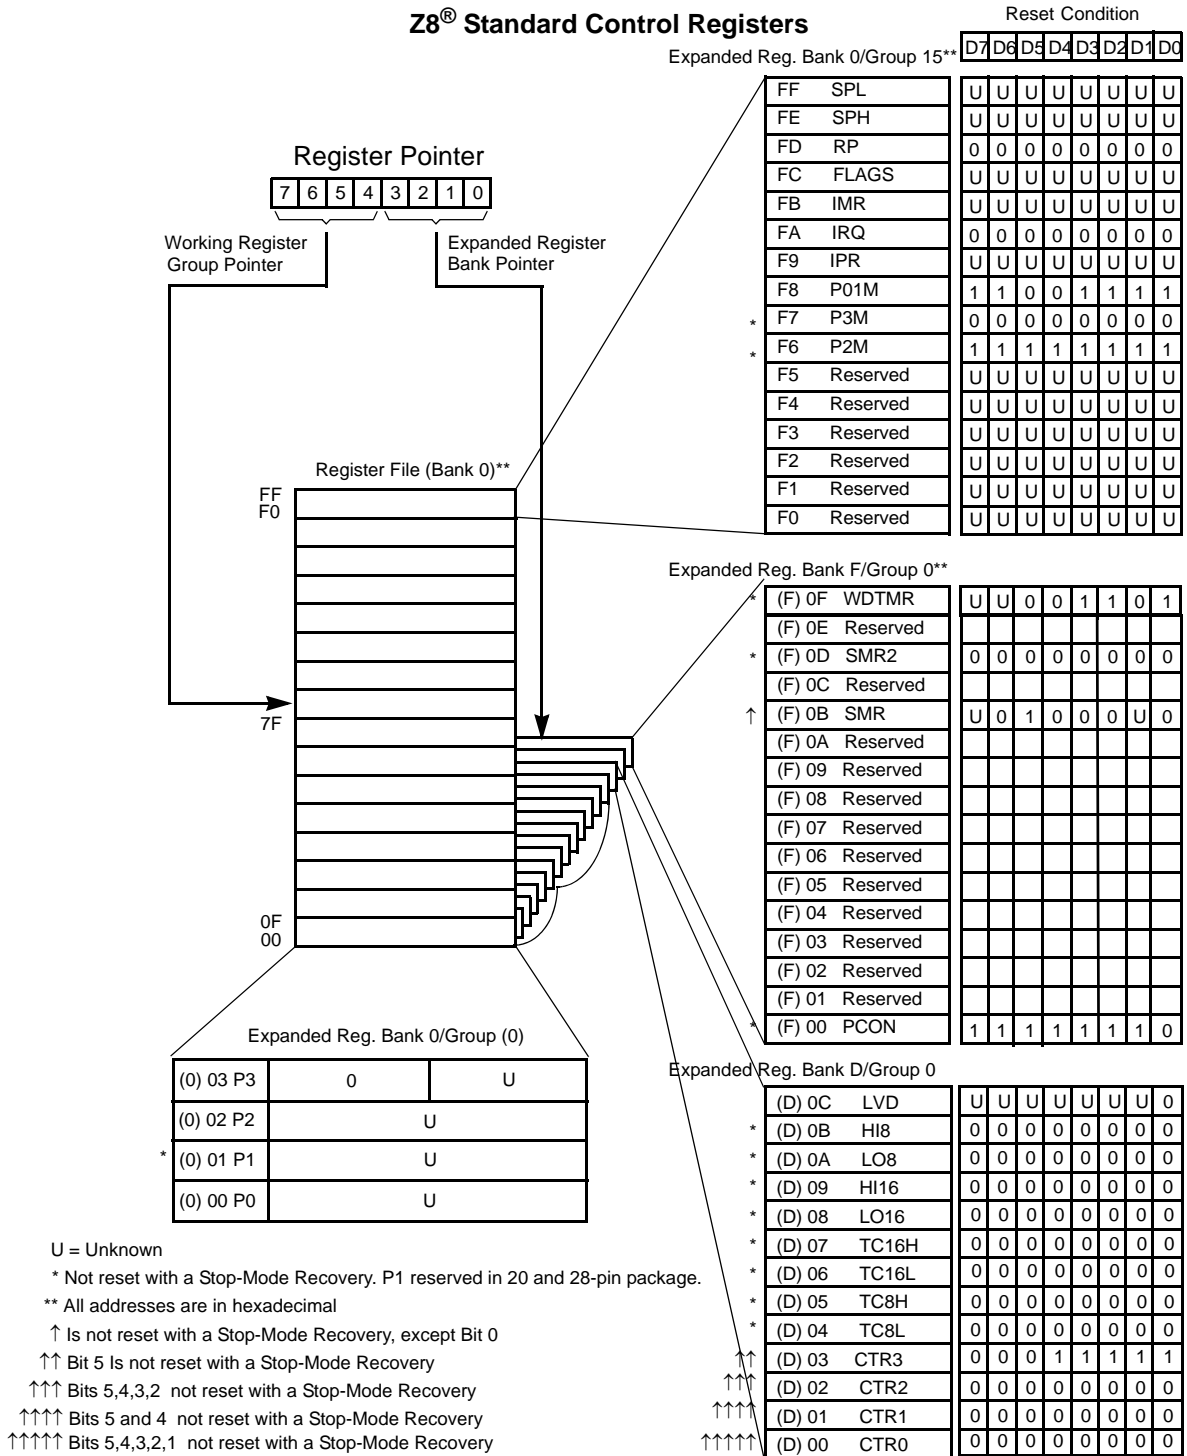 Z8® Standard Control Registers
Reset Condition
Expanded Reg. Bank 0/Group 15**
D7 D6 D5 D4 D3 D2 D1 D0
FF SPL U U U U U U U U
FE SPH U U U U U U U U
FD RP 0 0 0 0 0 0 0 0
FC FLAGS U U U U U U U U
FB IMR U U U U U U U U
FA IRQ 0 0 0 0 0 0 0 0
F9 IPR U U U U U U U U
F8 P01M 1 1 0 0 1 1 1 1
* F7 P3M 0 0 0 0 0 0 0 0
* F6 P2M 1 1 1 1 1 1 1 1
F5 Reserved U U U U U U U U
F4 Reserved U U U U U U U U
F3 Reserved U U U U U U U U
F2 Reserved U U U U U U U U
F1 Reserved U U U U U U U U
F0 Reserved U U U U U U U U
Register Pointer
7 6 5 4 3 2 1 0
Working Register
Group Pointer
Expanded Register
Bank Pointer
Register File (Bank 0)**
FF
F0
7F
0F
00
Expanded Reg. Bank F/Group 0**
* (F) 0F WDTMR U U 0 0 1 1 0 1
(F) 0E Reserved
* (F) 0D SMR2 0 0 0 0 0 0 0 0
(F) 0C Reserved
↑ (F) 0B SMR U 0 1 0 0 0 U 0
(F) 0A Reserved
(F) 09 Reserved
(F) 08 Reserved
(F) 07 Reserved
(F) 06 Reserved
(F) 05 Reserved
(F) 04 Reserved
(F) 03 Reserved
(F) 02 Reserved
(F) 01 Reserved
* (F) 00 PCON 1 1 1 1 1 1 1 0
Expanded Reg. Bank 0/Group (0)
(0) 03 P3 0 U
(0) 02 P2 U
* (0) 01 P1 U
(0) 00 P0 U
Expanded Reg. Bank D/Group 0
(D) 0C LVD U U U U U U U 0
* (D) 0B HI8 0 0 0 0 0 0 0 0
* (D) 0A LO8 0 0 0 0 0 0 0 0
* (D) 09 HI16 0 0 0 0 0 0 0 0
* (D) 08 LO16 0 0 0 0 0 0 0 0
* (D) 07 TC16H 0 0 0 0 0 0 0 0
* (D) 06 TC16L 0 0 0 0 0 0 0 0
* (D) 05 TC8H 0 0 0 0 0 0 0 0
* (D) 04 TC8L 0 0 0 0 0 0 0 0
↑↑ (D) 03 CTR3 0 0 0 1 1 1 1 1
↑↑↑ (D) 02 CTR2 0 0 0 0 0 0 0 0
↑↑↑↑ (D) 01 CTR1 0 0 0 0 0 0 0 0
↑↑↑↑↑ (D) 00 CTR0 0 0 0 0 0 0 0 0
U = Unknown
* Not reset with a Stop-Mode Recovery. P1 reserved in 20 and 28-pin package.
** All addresses are in hexadecimal
↑ Is not reset with a Stop-Mode Recovery, except Bit 0
↑↑ Bit 5 Is not reset with a Stop-Mode Recovery
↑↑↑ Bits 5,4,3,2 not reset with a Stop-Mode Recovery
↑↑↑↑ Bits 5 and 4 not reset with a Stop-Mode Recovery
↑↑↑↑↑ Bits 5,4,3,2,1 not reset with a Stop-Mode Recovery